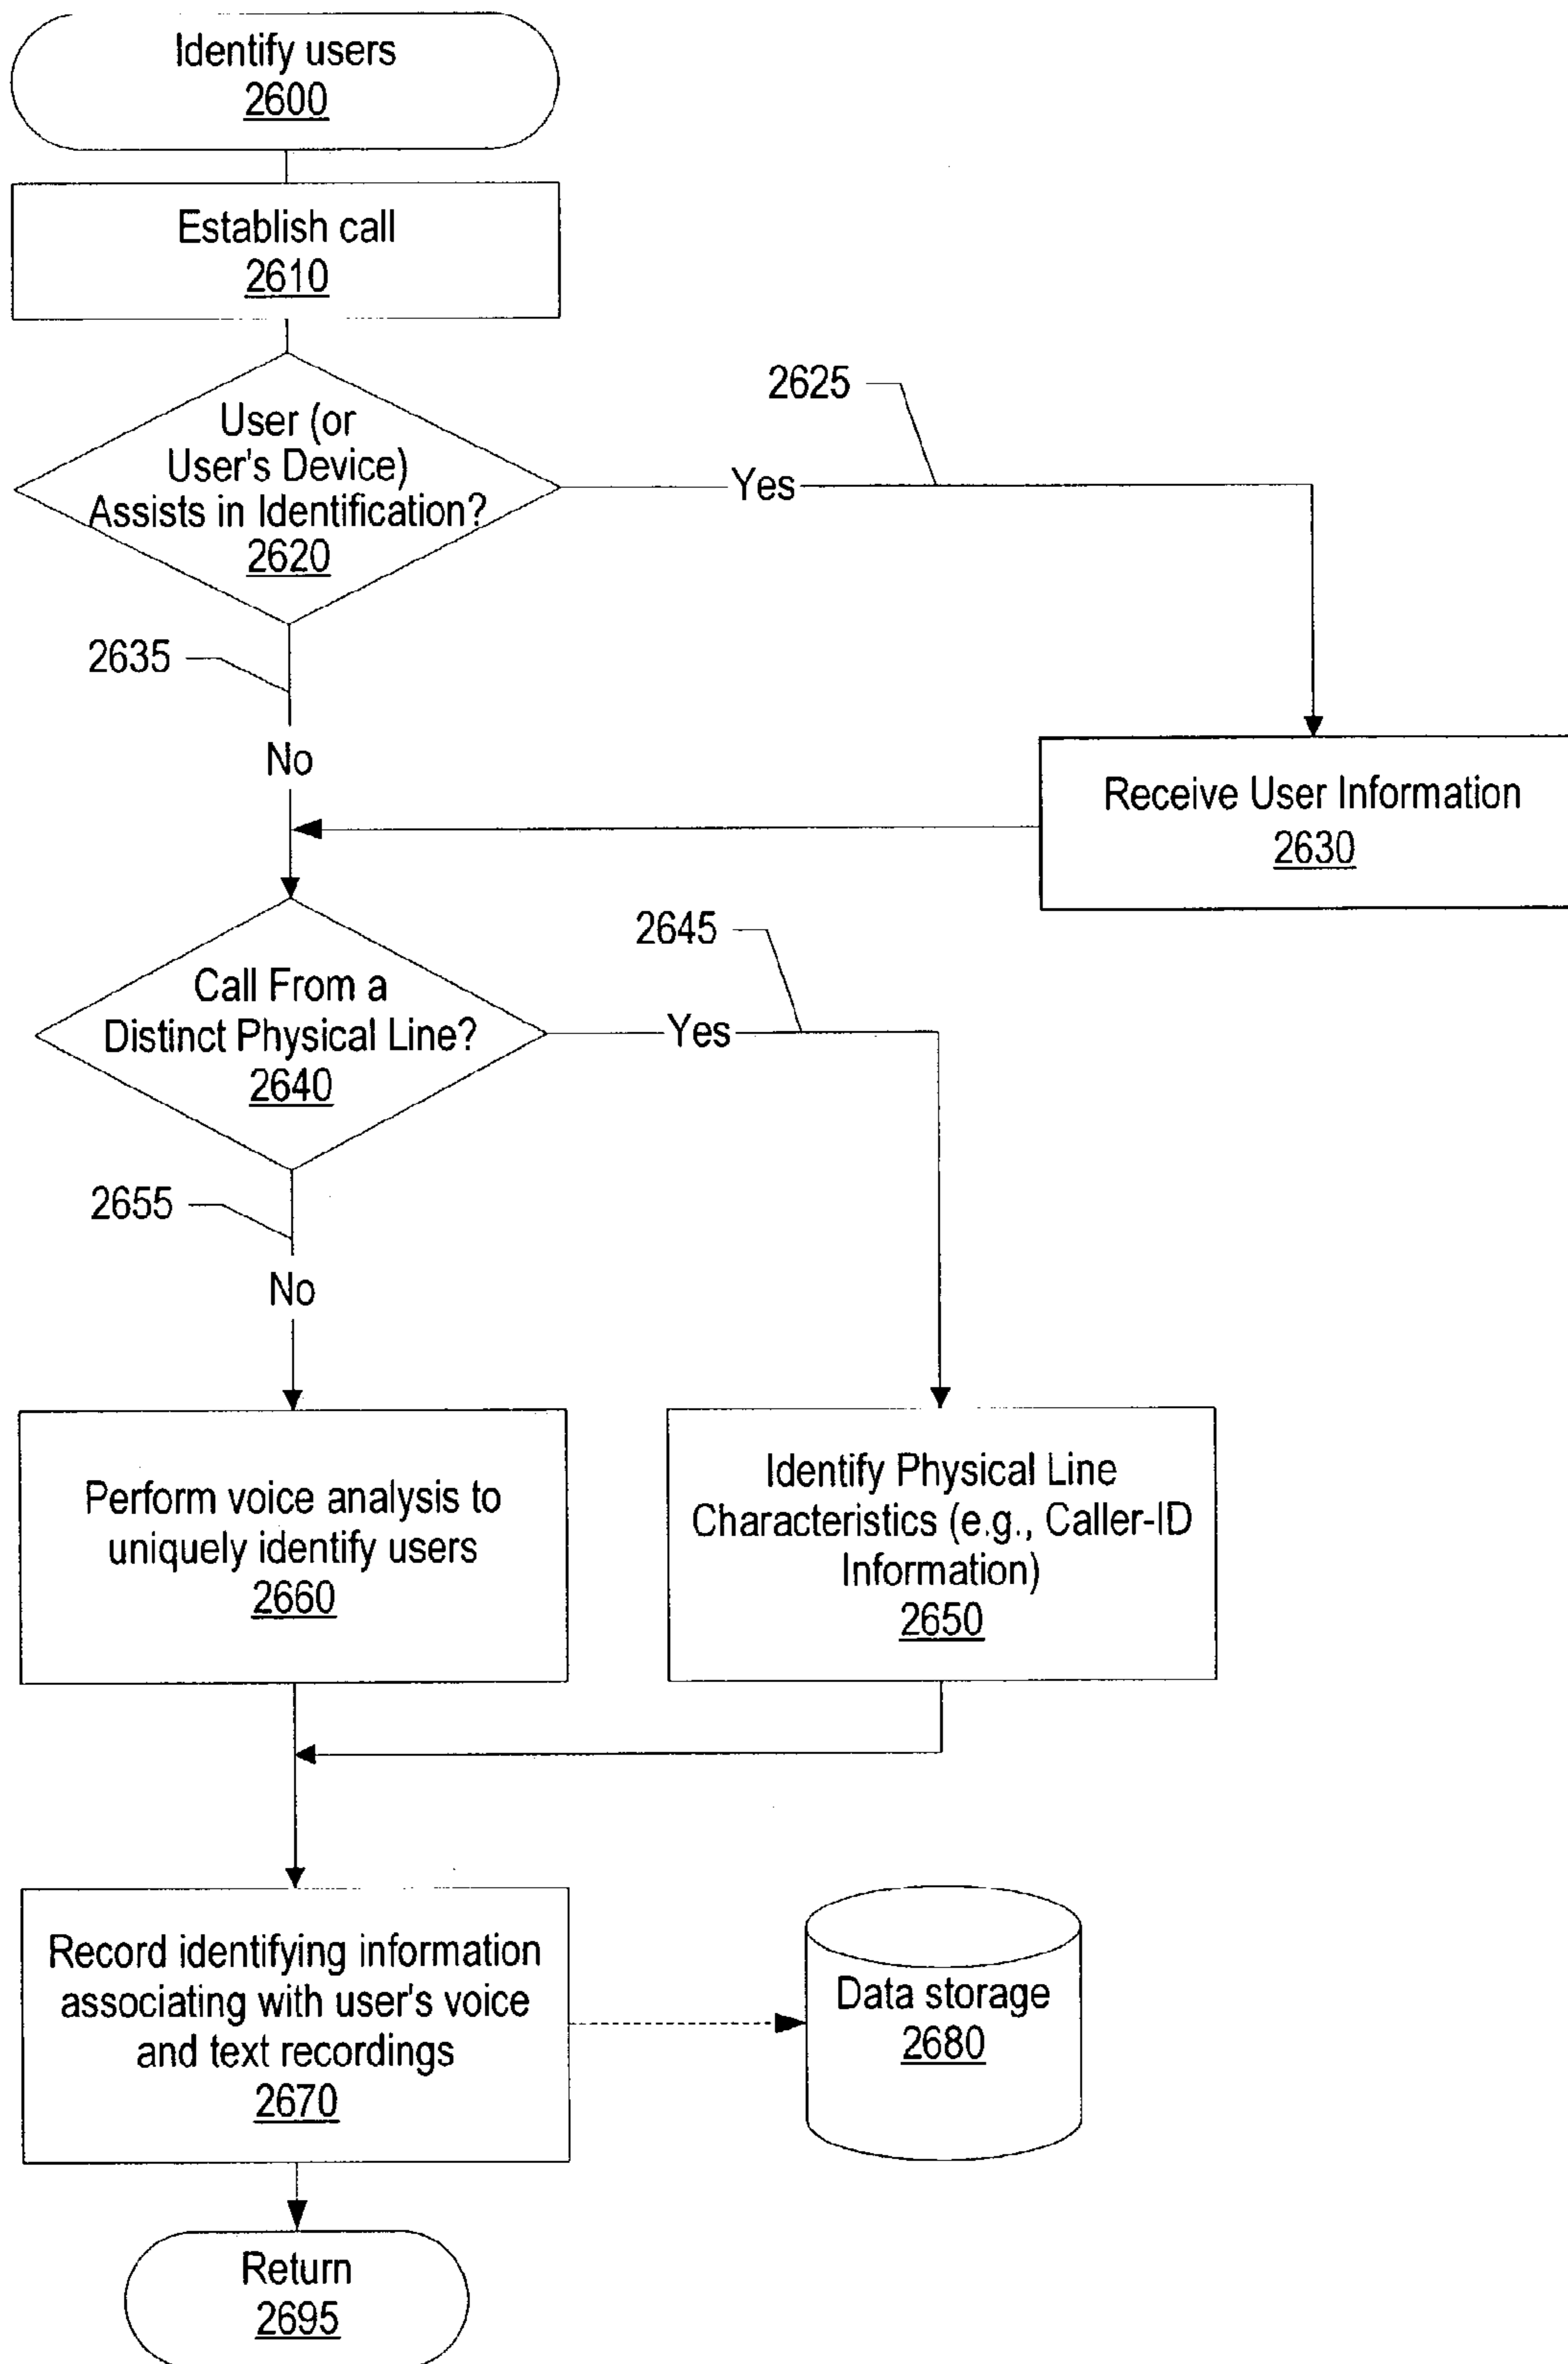 Identify users
2600
Establish call
2610
2625
User (or
User's Device)
Assists in Identification?
2620
Yes
2635
No
Receive User Information
2630
2645
Call From a
Distinct Physical Line?
2640
Yes
2655
No
Perform voice analysis to
uniquely identify users
2660
Identify Physical Line
Characteristics (e.g., Caller-ID
Information)
2650
Record identifying information
associating with user's voice
and text recordings
2670
Data storage
2680
Return
2695